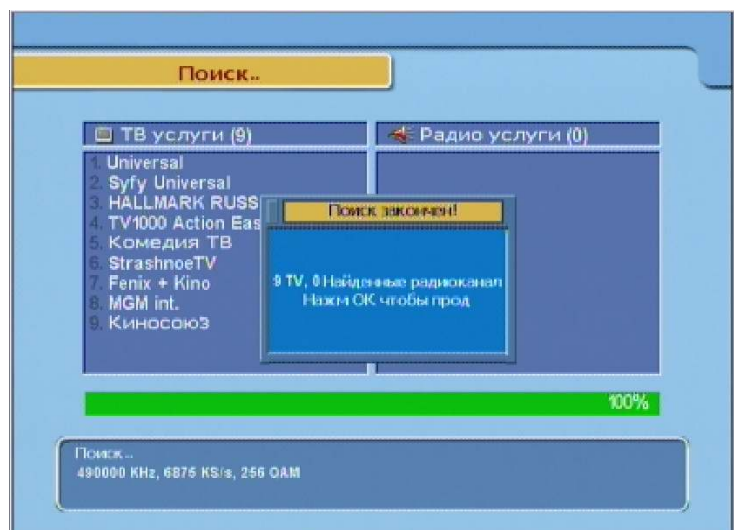 Поиск..
ТВ услуги (9)
Радио услуги (0)
1. Universal
2. Syfy Universal
3. HALLMARK RUSS
4. TV1000 Action Eas
5. Комедия ТВ
6. StrashnoeTV
7. Fenix + Кино
8. MGM int.
9. Киносоюз
Поиск закончен!
9 TV, 0 Найденные радиоканал
Нажм ОК чтобы прод
100%
Поиск...
490000 KHz, 6875 KS/s, 256 QAM